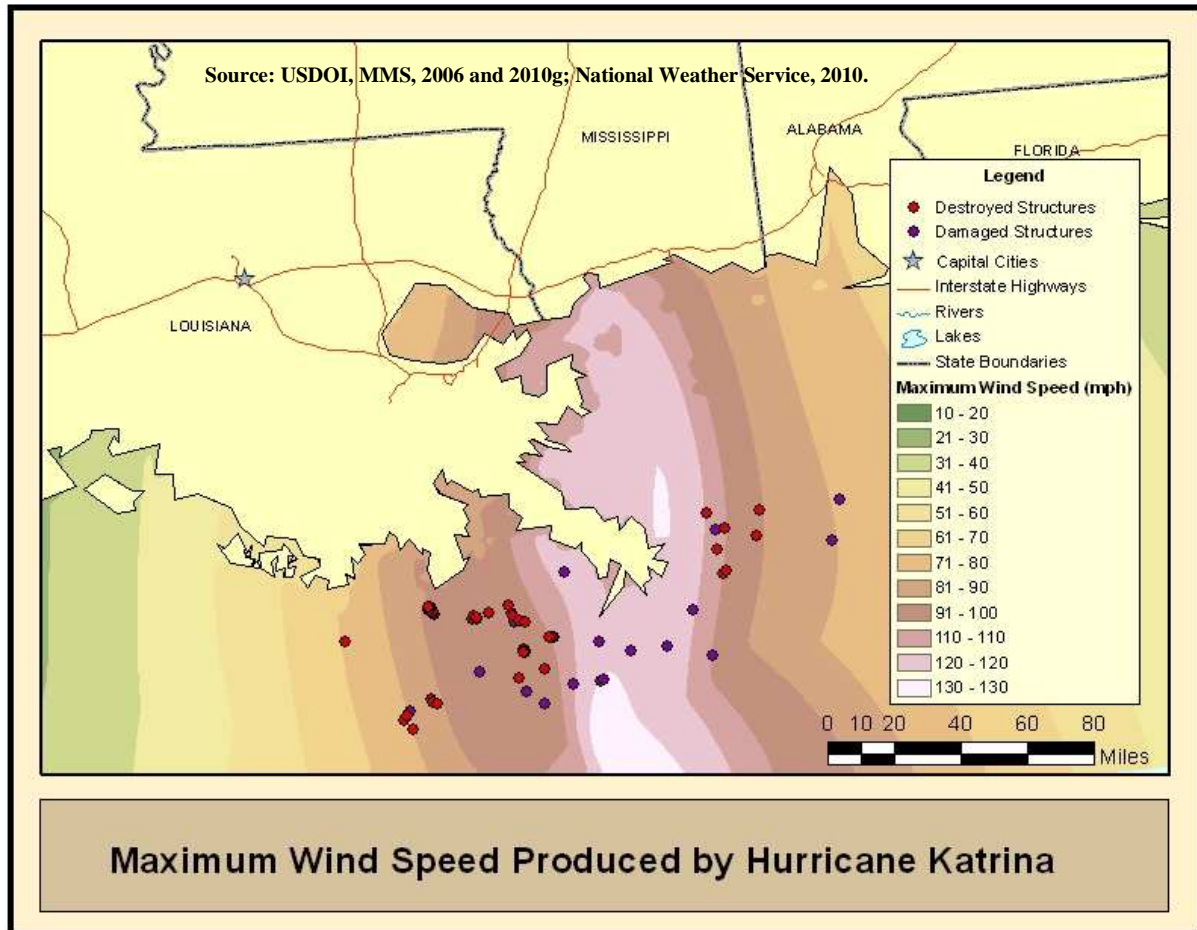 Source: USDOI, MMS, 2006 and 2010g; National Weather Service, 2010.
MISSISSIPPI
ALABAMA
FLORIDA
LOUISIANA
Legend
Destroyed Structures
Damaged Structures
Capital Cities
Interstate Highways
Rivers
Lakes
State Boundaries
Maximum Wind Speed (mph)
10 - 20
21 - 30
31 - 40
41 - 50
51 - 60
61 - 70
71 - 80
81 - 90
91 - 100
110 - 110
120 - 120
130 - 130
0 10 20 40 60 80
Miles
Maximum Wind Speed Produced by Hurricane Katrina